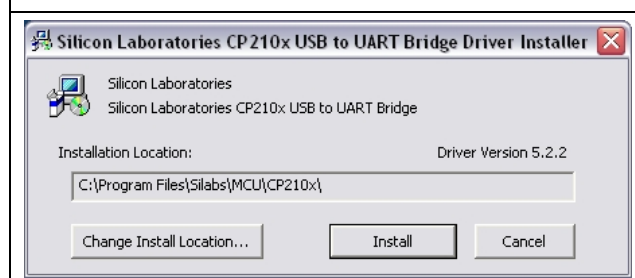 Silicon Laboratories CP210x USB to UART Bridge Driver Installer
Silicon Laboratories
Silicon Laboratories CP210x USB to UART Bridge
Installation Location:
Driver Version 5.2.2
C:\Program Files\Silabs\MCU\CP210x\
Change Install Location...
Install
Cancel